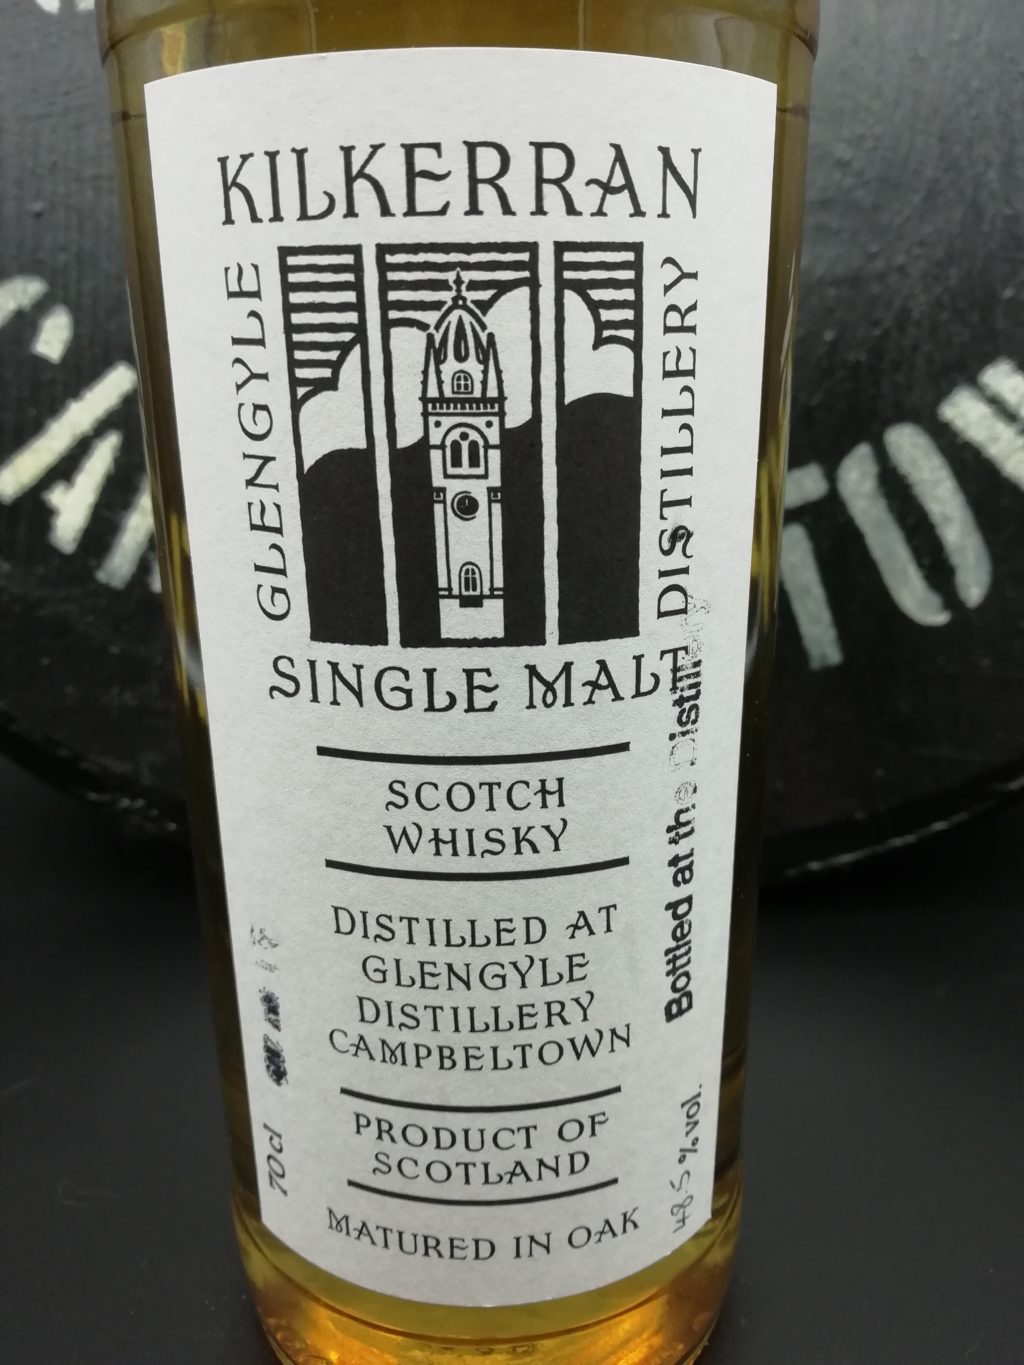 KILKERRAN
GLENGYLE
DISTILLERY
SINGLE MALT
SCOTCH
WHISKY
DISTILLED AT
GLENGYLE
DISTILLERY
CAMPBELTOWN
PRODUCT OF
SCOTLAND
MATURED IN OAK
70cl
Bottled at the Distillery
48.5 % vol.